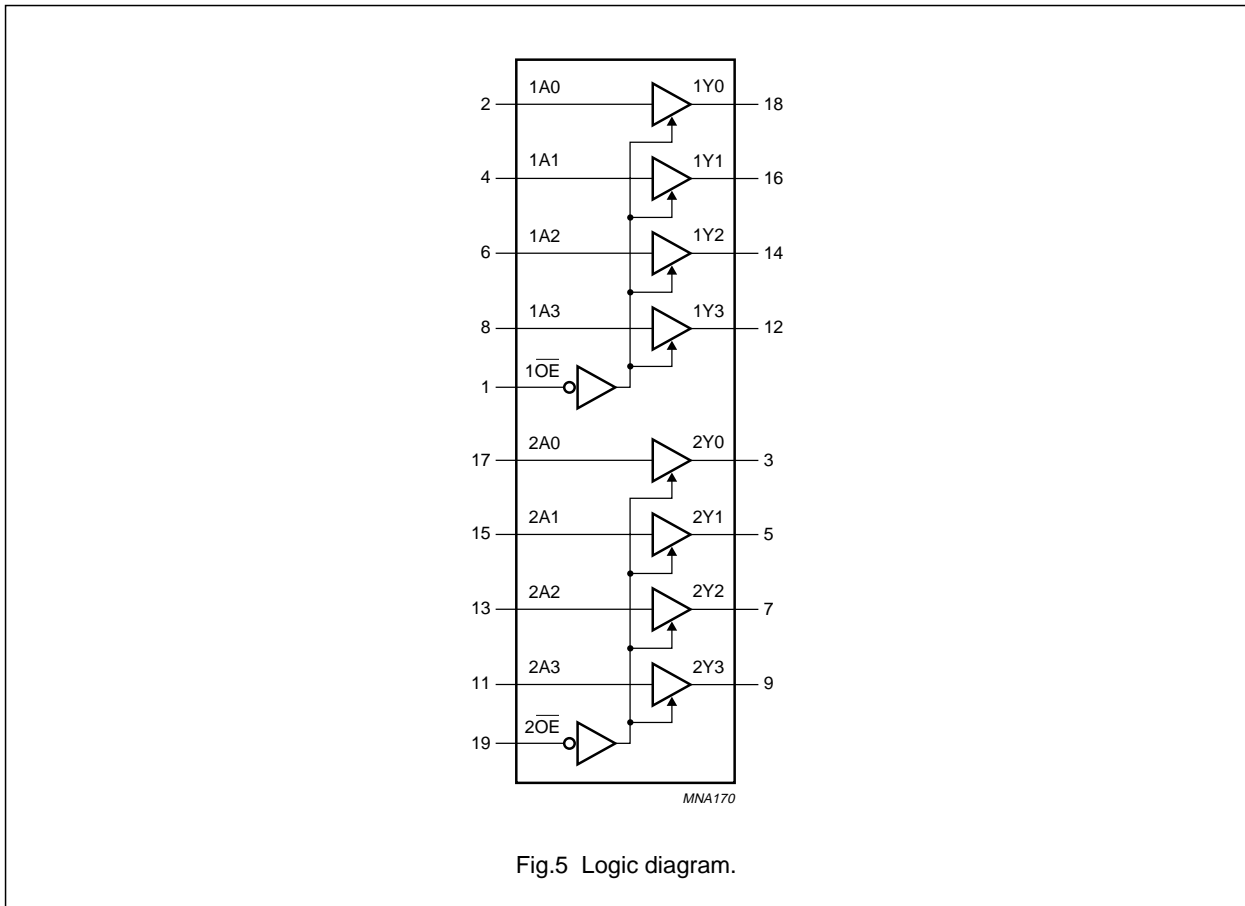 1A0 1Y0
2 18
1A1 1Y1
4 16
1A2 1Y2
6 14
1A3 1Y3
8 12
1O̅E̅
1
2A0 2Y0
17 3
2A1 2Y1
15 5
2A2 2Y2
13 7
2A3 2Y3
11 9
2O̅E̅
19
MNA170
Fig.5 Logic diagram.